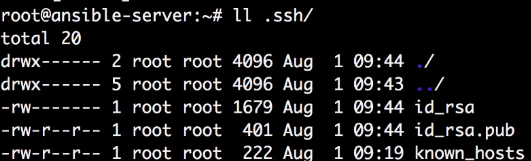 root@ansible-server:~# ll .ssh/
total 20
drwx------ 2 root root 4096 Aug  1 09:44 ./
drwx------ 5 root root 4096 Aug  1 09:43 ../
-rw------- 1 root root 1679 Aug  1 09:44 id_rsa
-rw-r--r-- 1 root root  401 Aug  1 09:44 id_rsa.pub
-rw-r--r-- 1 root root  222 Aug  1 09:19 known_hosts